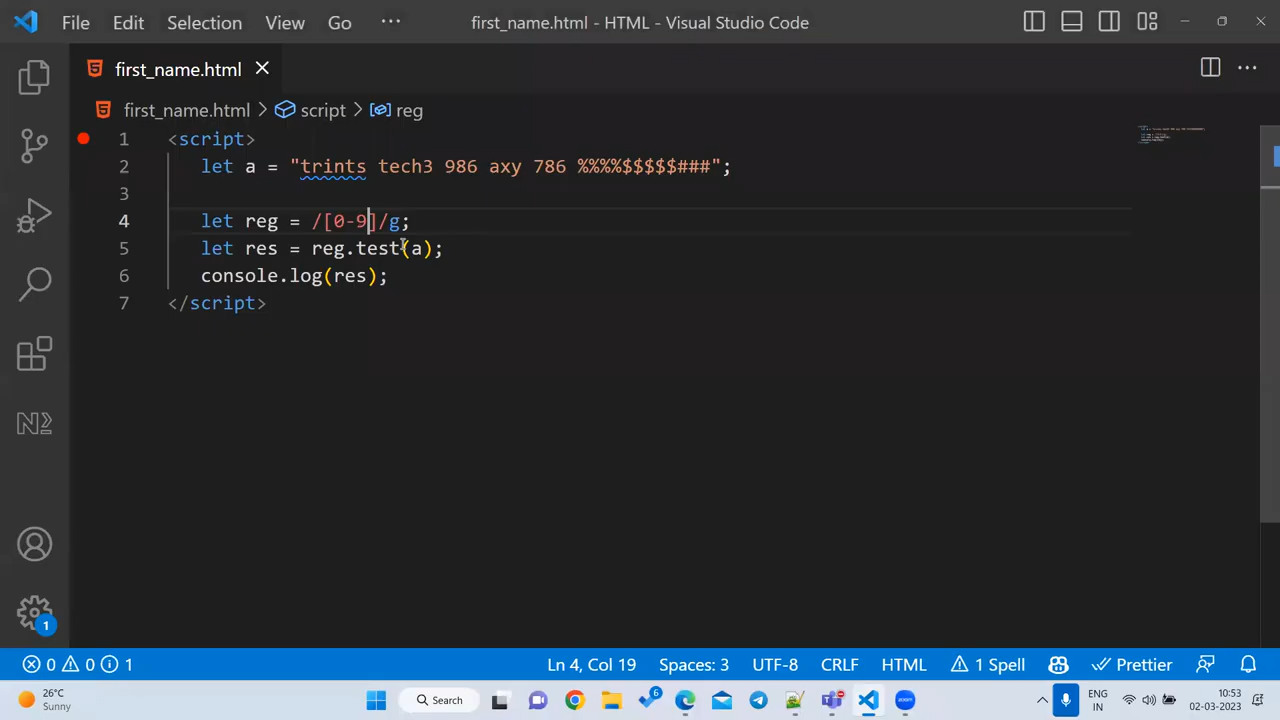 File Edit Selection View Go ··· first_name.html - HTML - Visual Studio Code
first_name.html
first_name.html > script > reg
1 <script>
2 let a = "trints tech3 986 axy 786 %%%%$$$$$###";
3
4 let reg = /[0-9]/g;
5 let res = reg.test(a);
6 console.log(res);
7 </script>
1
0 0 1 Ln 4, Col 19 Spaces: 3 UTF-8 CRLF HTML 1 Spell Prettier
26°C
Sunny
Search
6
ENG
IN
10:53
02-03-2023